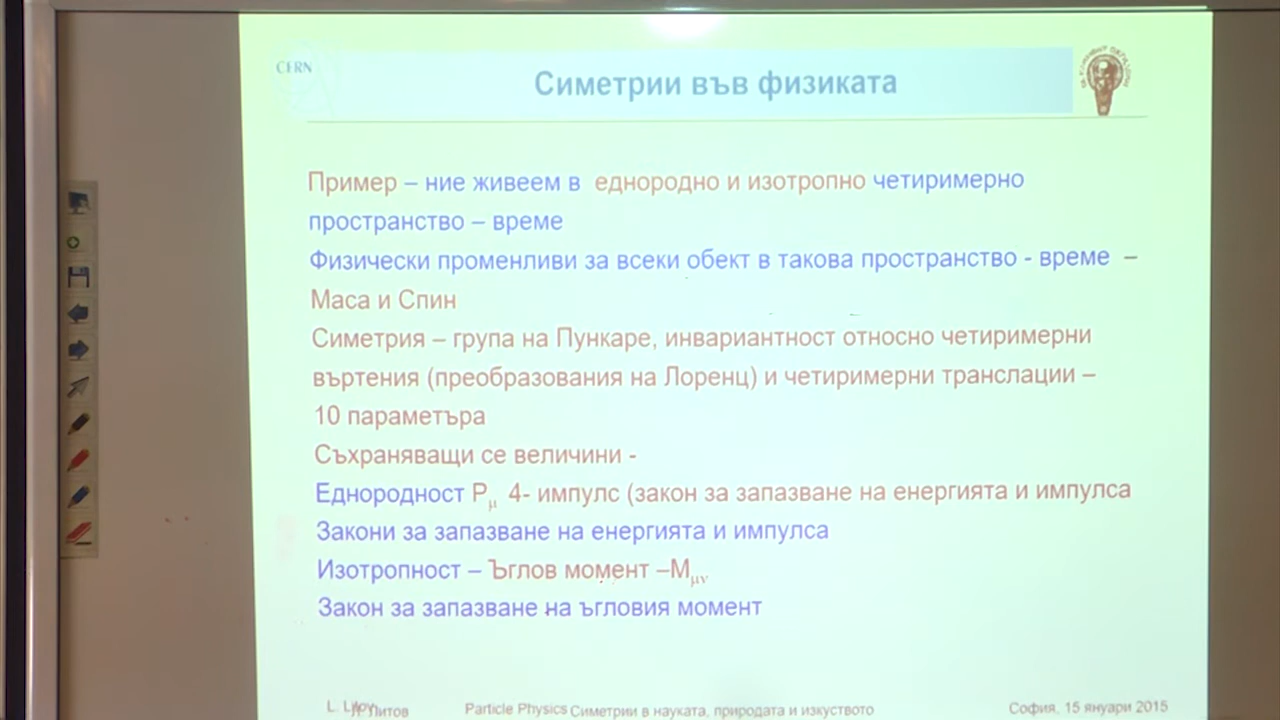 CERN
Симетрии във физиката
Пример – ние живеем в еднородно и изотропно четиримерно
пространство – време
Физически променливи за всеки обект в такова пространство - време –
Маса и Спин
Симетрия – група на Пункаре, инвариантност относно четиримерни
въртения (преобразования на Лоренц) и четиримерни транслации –
10 параметъра
Съхраняващи се величини -
Еднородност Pμ 4- импулс (закон за запазване на енергията и импулса
Закони за запазване на енергията и импулса
Изотропност – Ъглов момент –Mμν
Закон за запазване на ъгловия момент
L. Литов Particle Physics Симетрии в науката, природата и изкуството София, 15 януари 2015